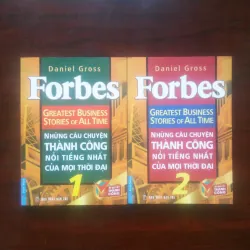 Daniel Gross
Forbes
GREATEST BUSINESS
STORIES OF ALL TIME
NHỮNG CÂU CHUYỆN
THÀNH CÔNG
NỔI TIẾNG NHẤT
CỦA MỌI THỜI ĐẠI
1
Daniel Gross
Forbes
GREATEST BUSINESS
STORIES OF ALL TIME
NHỮNG CÂU CHUYỆN
THÀNH CÔNG
NỔI TIẾNG NHẤT
CỦA MỌI THỜI ĐẠI
2